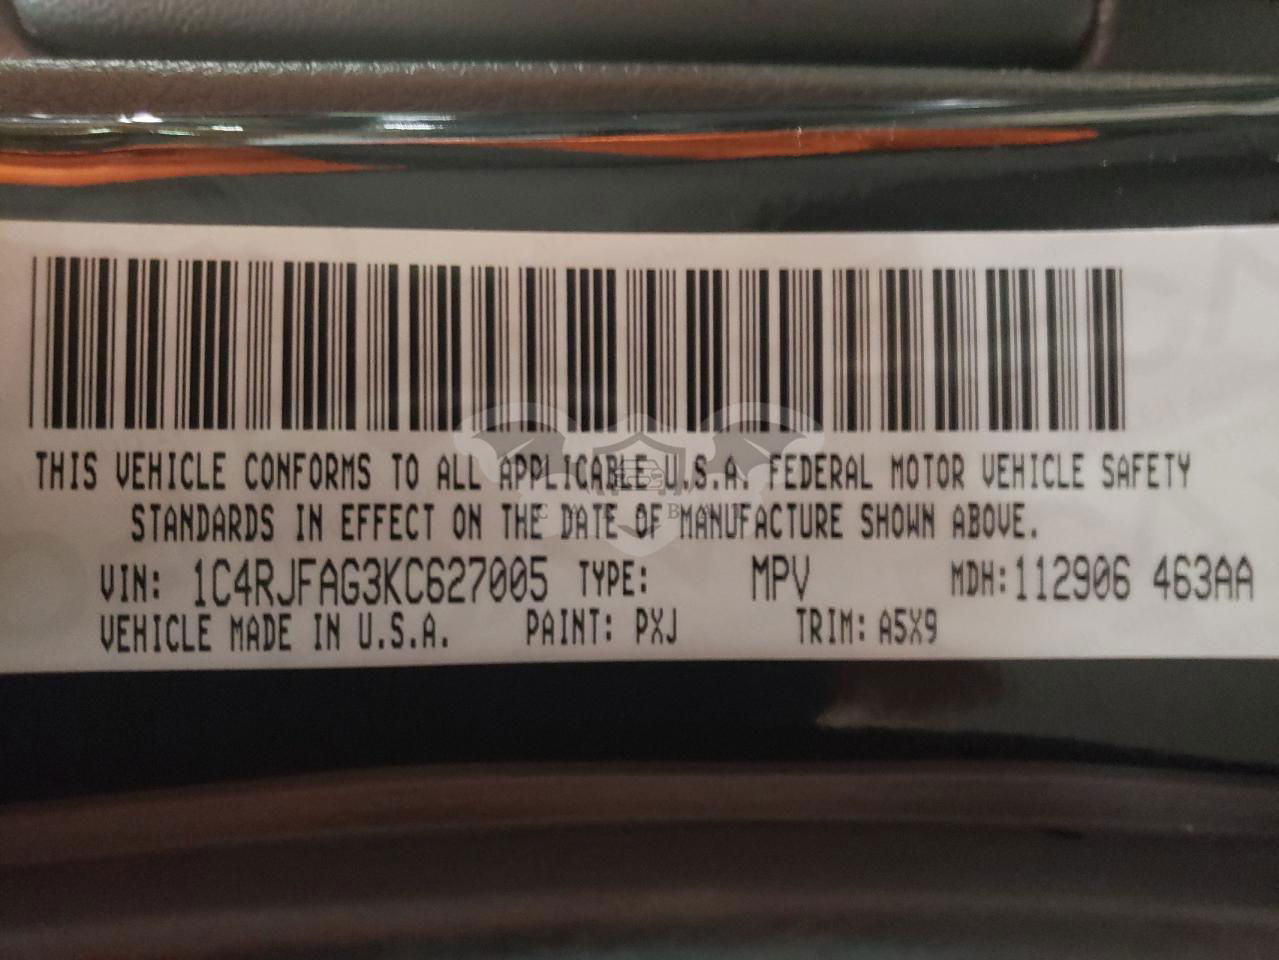 THIS VEHICLE CONFORMS TO ALL APPLICABLE U.S.A. FEDERAL MOTOR VEHICLE SAFETY
STANDARDS IN EFFECT ON THE DATE OF MANUFACTURE SHOWN ABOVE.
VIN: 1C4RJFAG3KC627005 TYPE: MPV MDH:112906 463AA
VEHICLE MADE IN U.S.A. PAINT: PXJ TRIM: A5X9